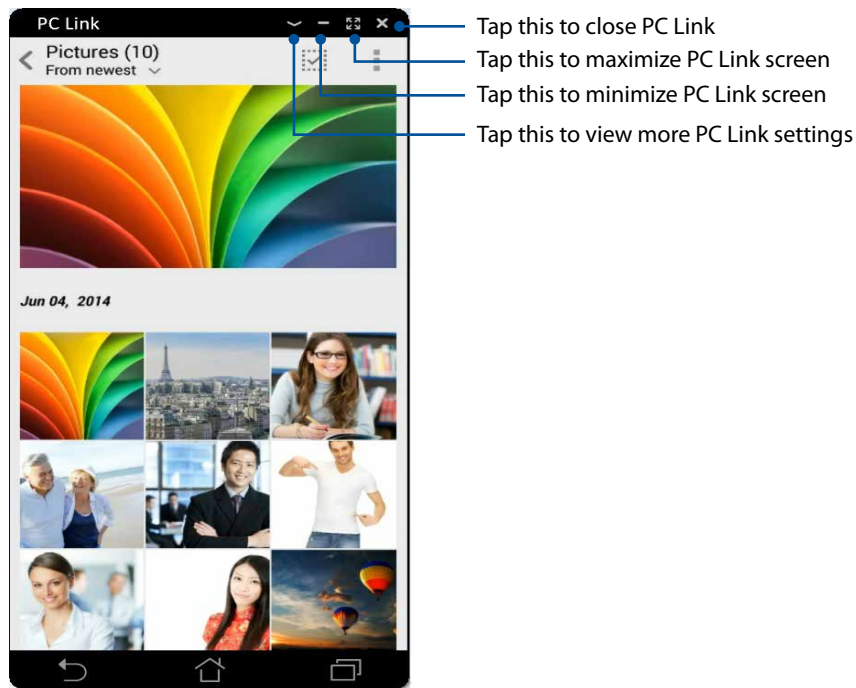 PC Link
Tap this to close PC Link
Pictures (10)
From newest
Tap this to maximize PC Link screen
Tap this to minimize PC Link screen
Tap this to view more PC Link settings
Jun 04, 2014